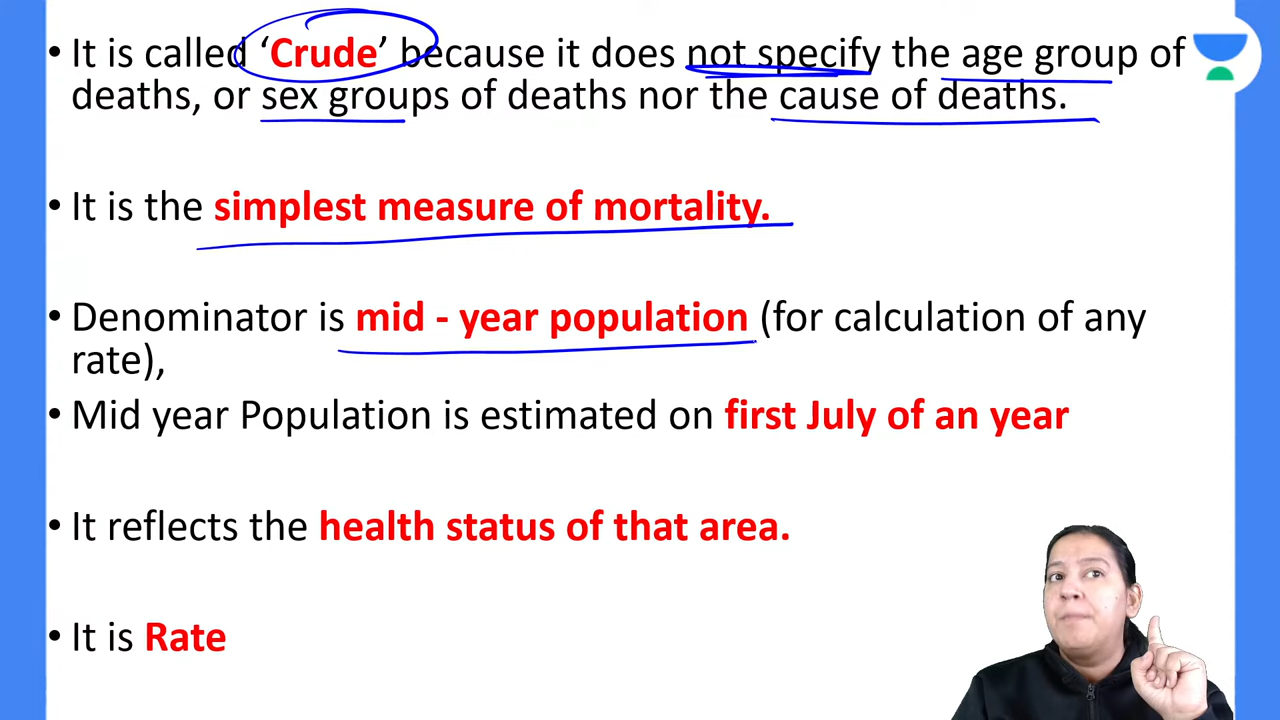 • It is called ‘Crude’ because it does not specify the age group of
deaths, or sex groups of deaths nor the cause of deaths.
• It is the simplest measure of mortality.
• Denominator is mid - year population (for calculation of any
rate),
• Mid year Population is estimated on first July of an year
• It reflects the health status of that area.
• It is Rate